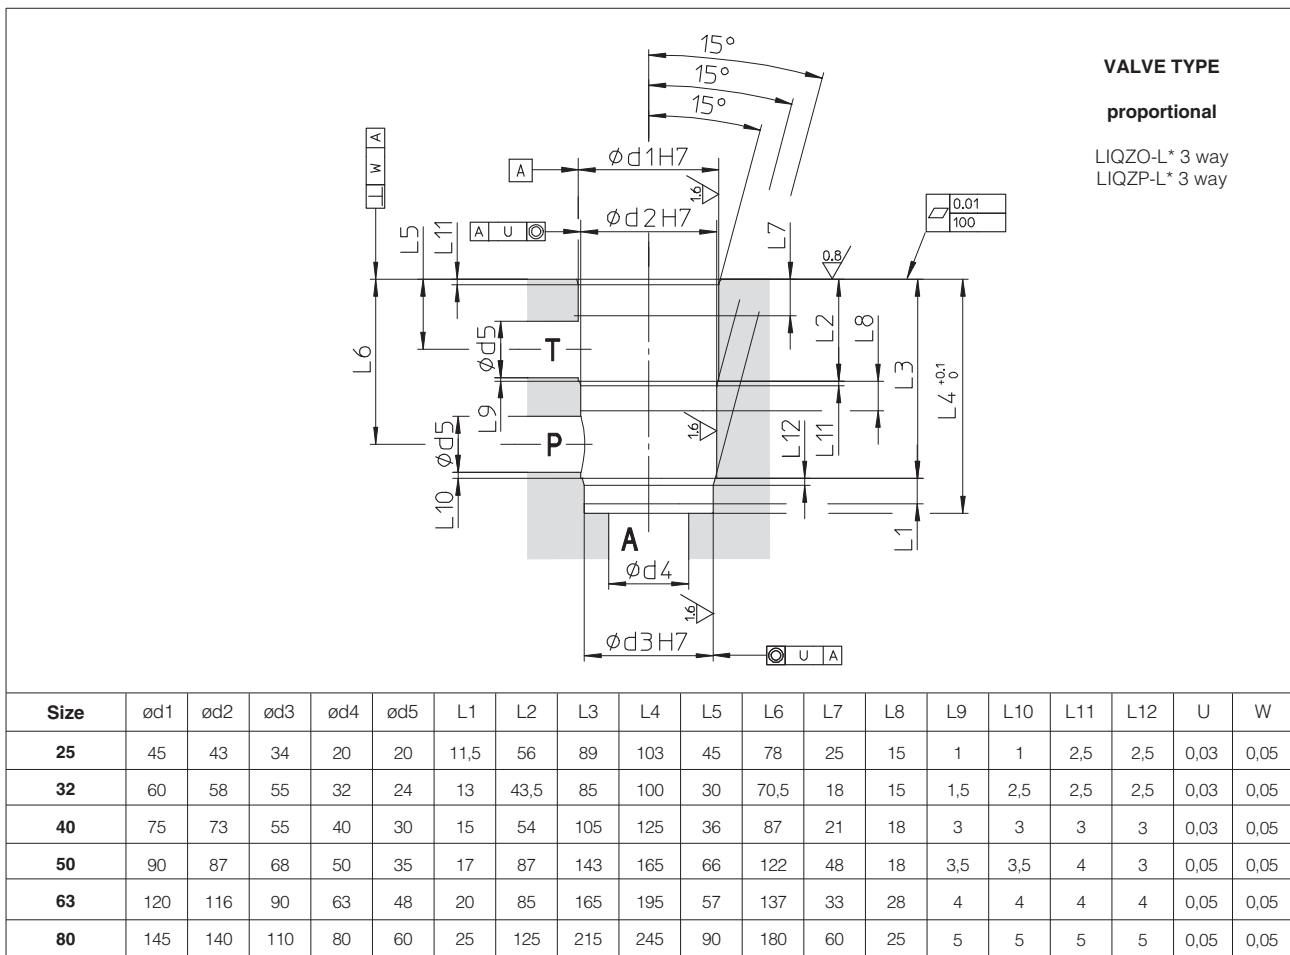 15°
15°
15°
VALVE TYPE
proportional
LIQZO-L* 3 way
LIQZP-L* 3 way
⊥ W A
A
ød1H7
1.6
A U ◎
ød2H7
0.01
100
0.8
L5
L11
L7
L6
ød5
T
L2
L8
L3
L4 +0.1 0
L9
ød5
P
1.6
L12
L11
L10
A
L1
ød4
1.6
ød3H7
◎ U A
Size ød1 ød2 ød3 ød4 ød5 L1 L2 L3 L4 L5 L6 L7 L8 L9 L10 L11 L12 U W
25 45 43 34 20 20 11,5 56 89 103 45 78 25 15 1 1 2,5 2,5 0,03 0,05
32 60 58 55 32 24 13 43,5 85 100 30 70,5 18 15 1,5 2,5 2,5 2,5 0,03 0,05
40 75 73 55 40 30 15 54 105 125 36 87 21 18 3 3 3 3 0,03 0,05
50 90 87 68 50 35 17 87 143 165 66 122 48 18 3,5 3,5 4 3 0,05 0,05
63 120 116 90 63 48 20 85 165 195 57 137 33 28 4 4 4 4 0,05 0,05
80 145 140 110 80 60 25 125 215 245 90 180 60 25 5 5 5 5 0,05 0,05